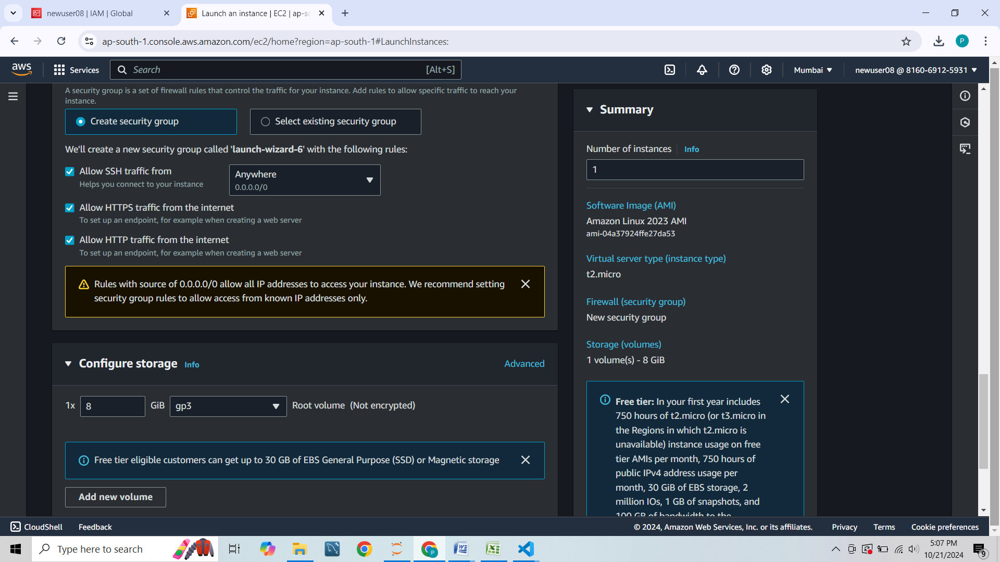 newuser08 | IAM | Global
Launch an instance | EC2 | ap-so
ap-south-1.console.aws.amazon.com/ec2/home?region=ap-south-1#LaunchInstances:
P
aws
Services
Search
[Alt+S]
Mumbai
newuser08 @ 8160-6912-5931
A security group is a set of firewall rules that control the traffic for your instance. Add rules to allow specific traffic to reach your
instance.
Create security group
Select existing security group
We'll create a new security group called 'launch-wizard-6' with the following rules:
Allow SSH traffic from
Helps you connect to your instance
Anywhere
0.0.0.0/0
Allow HTTPS traffic from the internet
To set up an endpoint, for example when creating a web server
Allow HTTP traffic from the internet
To set up an endpoint, for example when creating a web server
Rules with source of 0.0.0.0/0 allow all IP addresses to access your instance. We recommend setting
security group rules to allow access from known IP addresses only.
Configure storage
Info
Advanced
1x
8
GiB
gp3
Root volume (Not encrypted)
Free tier eligible customers can get up to 30 GB of EBS General Purpose (SSD) or Magnetic storage
Add new volume
Summary
Number of instances
Info
1
Software Image (AMI)
Amazon Linux 2023 AMI
ami-04a37924ffe27da53
Virtual server type (instance type)
t2.micro
Firewall (security group)
New security group
Storage (volumes)
1 volume(s) - 8 GiB
Free tier: In your first year includes
750 hours of t2.micro (or t3.micro in
the Regions in which t2.micro is
unavailable) instance usage on free
tier AMIs per month, 750 hours of
public IPv4 address usage per
month, 30 GiB of EBS storage, 2
million IOs, 1 GB of snapshots, and
100 GB of bandwidth to the
CloudShell
Feedback
© 2024, Amazon Web Services, Inc. or its affiliates.
Privacy
Terms
Cookie preferences
Type here to search
5:07 PM
10/21/2024
9